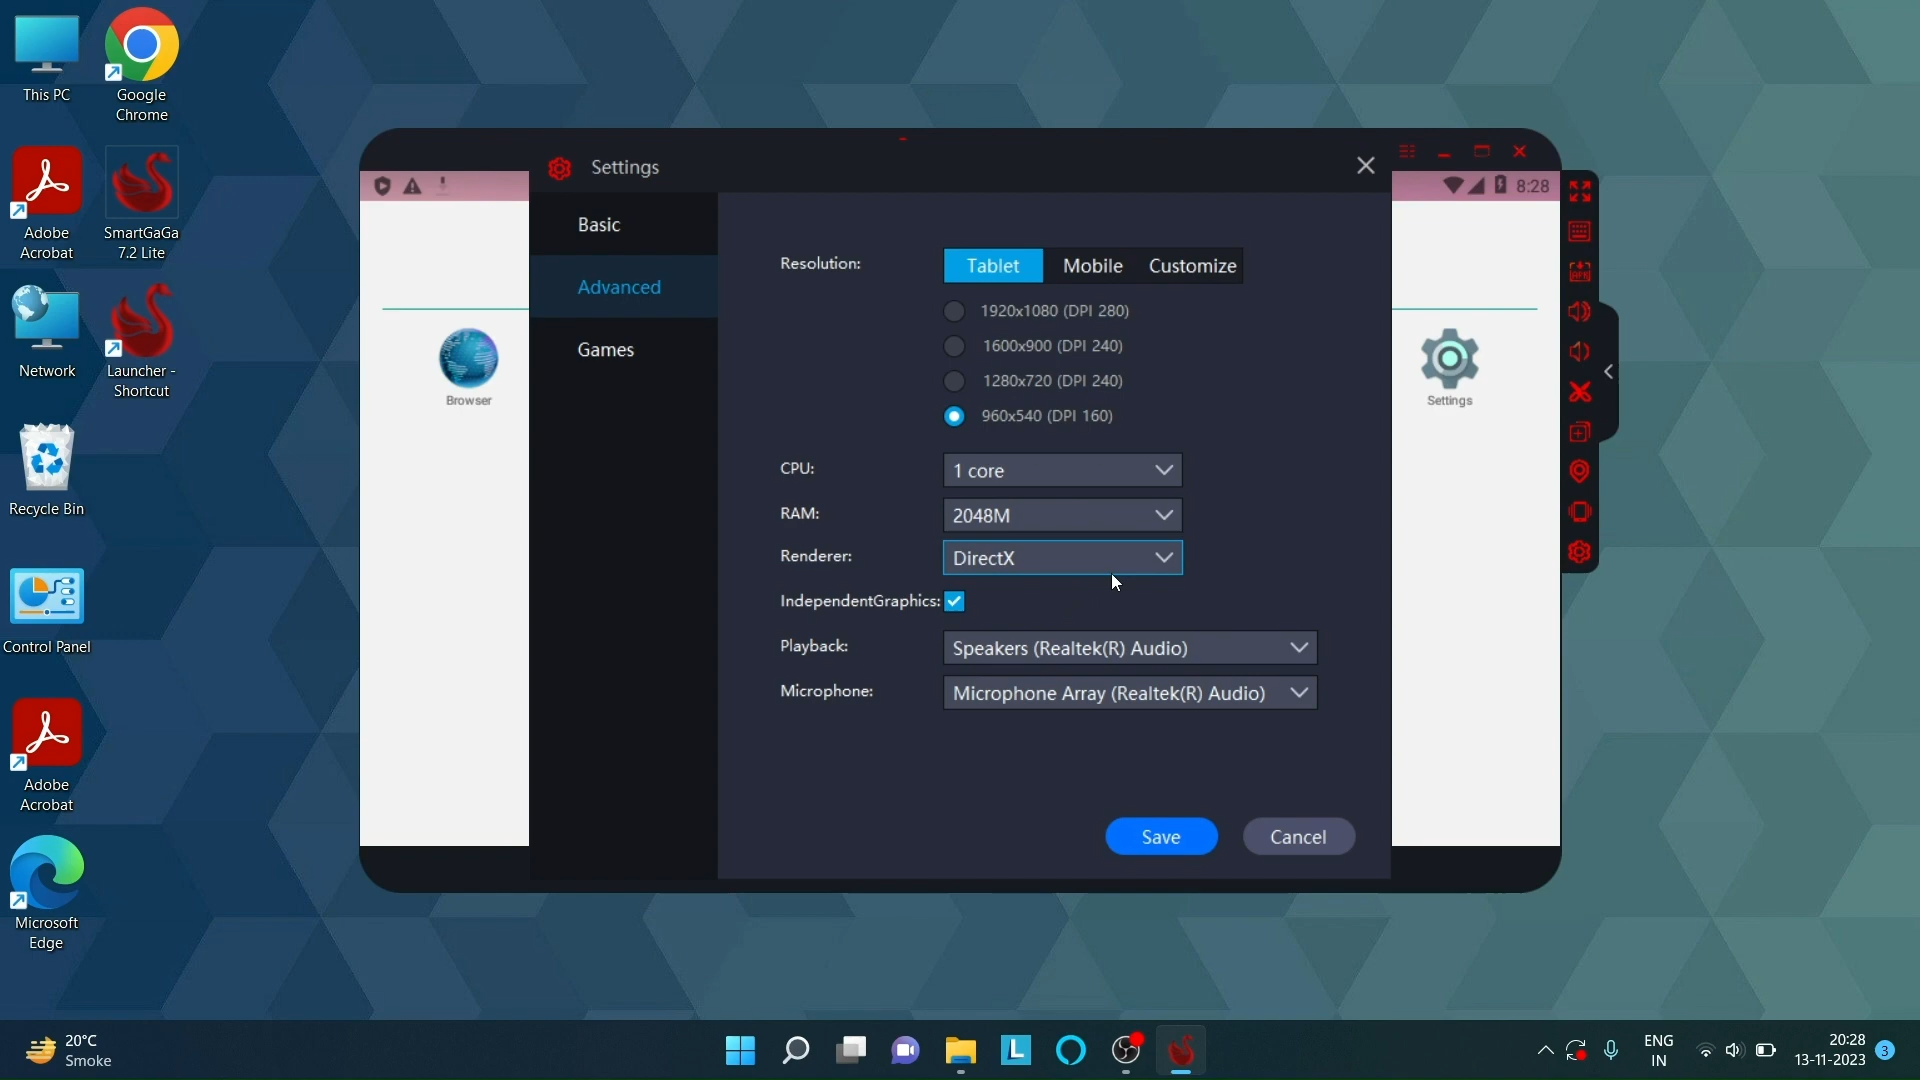 This PC
Google
Chrome
Adobe
Acrobat
SmartGaGa
7.2 Lite
Network
Launcher -
Shortcut
Recycle Bin
Control Panel
Adobe
Acrobat
Microsoft
Edge
Settings
8:28
Basic
Advanced
Games
Browser
Settings
Resolution:
Tablet Mobile Customize
1920x1080 (DPI 280)
1600x900 (DPI 240)
1280x720 (DPI 240)
960x540 (DPI 160)
CPU: 1 core
RAM: 2048M
Renderer: DirectX
IndependentGraphics:
Playback: Speakers (Realtek(R) Audio)
Microphone: Microphone Array (Realtek(R) Audio)
Save Cancel
20°C
Smoke
L
ENG
IN
20:28
13-11-2023
3